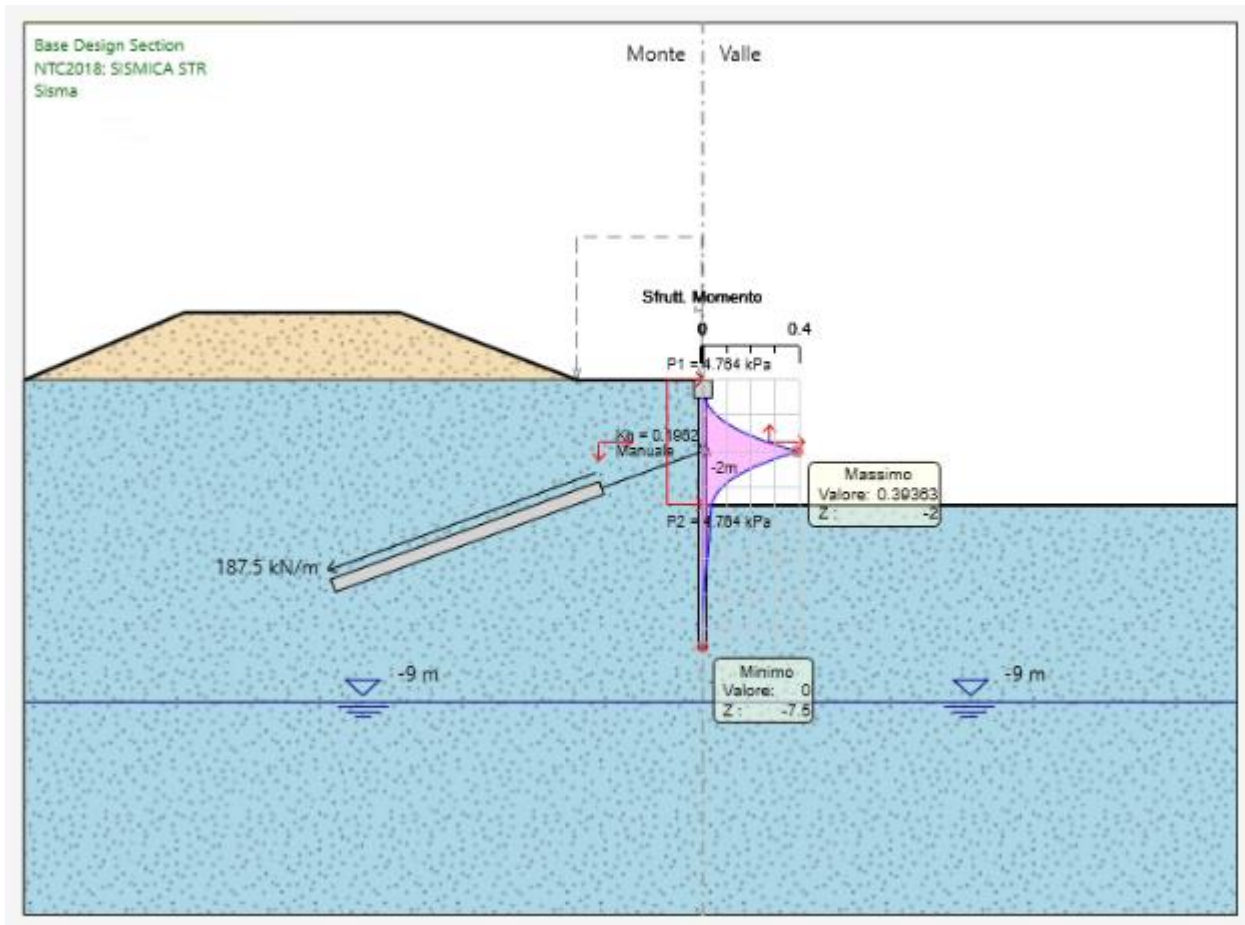 Base Design Section
NTC2018: SISMICA STR
Sisma
Monte
Valle
Sfrutt. Momento
0
0.4
P1 = 4.764 kPa
Kh = 0.1962
Manuale
-2m
Massimo
Valore: 0.39363
Z : -2
P2 = 4.764 kPa
187.5 kN/m
Minimo
Valore: 0
Z : -7.5
-9 m
-9 m